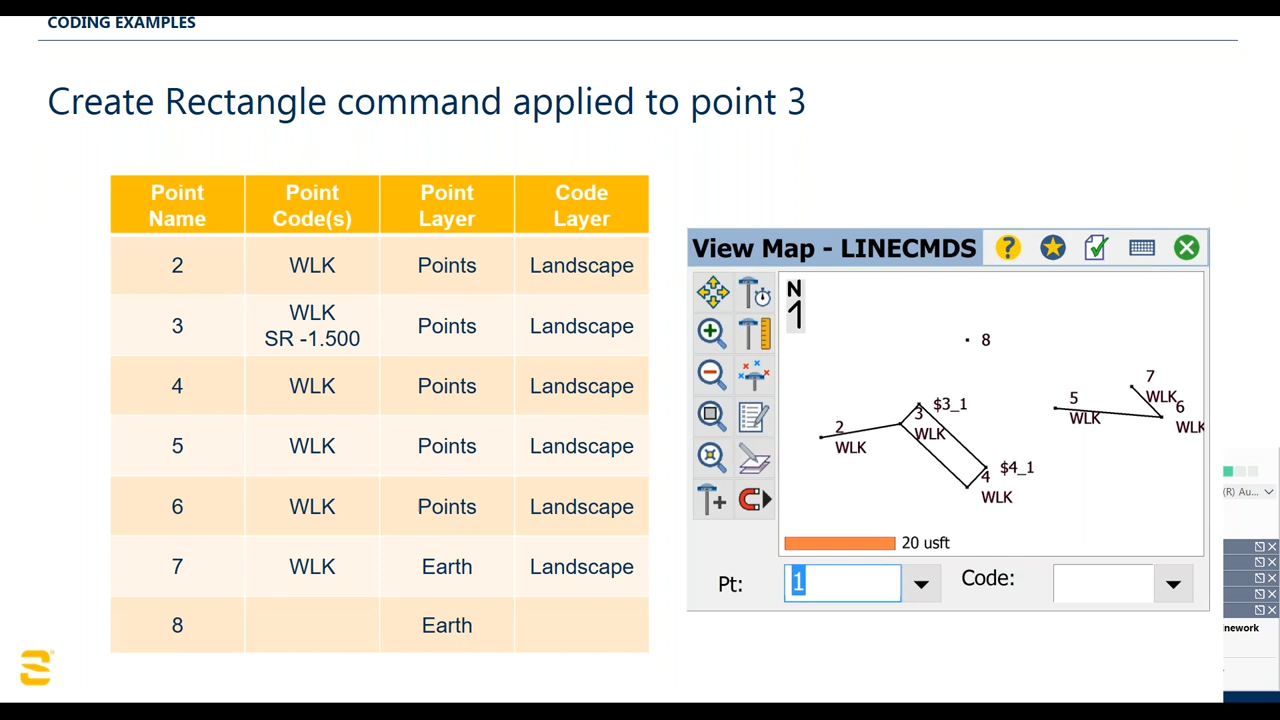 CODING EXAMPLES
Create Rectangle command applied to point 3
Point Name Point Code(s) Point Layer Code Layer
2 WLK Points Landscape
3 WLK SR -1.500 Points Landscape
4 WLK Points Landscape
5 WLK Points Landscape
6 WLK Points Landscape
7 WLK Earth Landscape
8 Earth
View Map - LINECMDS
N
1
8
7
WLK
5
WLK
6
WLK
$3_1
3
WLK
2
WLK
$4_1
4
WLK
20 usft
Pt: 1 Code:
(R) Au...
nework